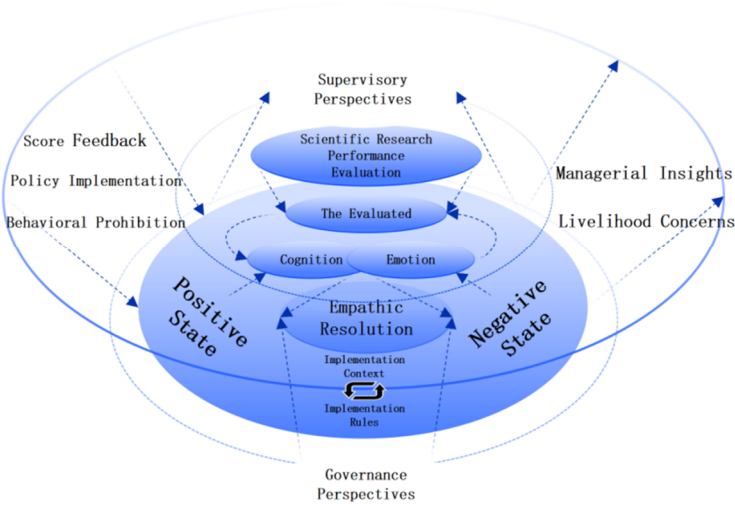 Supervisory
Perspectives
Score Feedback
Scientific Research
Performance
Evaluation
Policy Implementation
Managerial Insights
The Evaluated
Behavioral Prohibition
Livelihood Concerns
Cognition
Emotion
Positive
State
Empathic
Resolution
Negative
State
Implementation
Context
Implementation
Rules
Governance
Perspectives